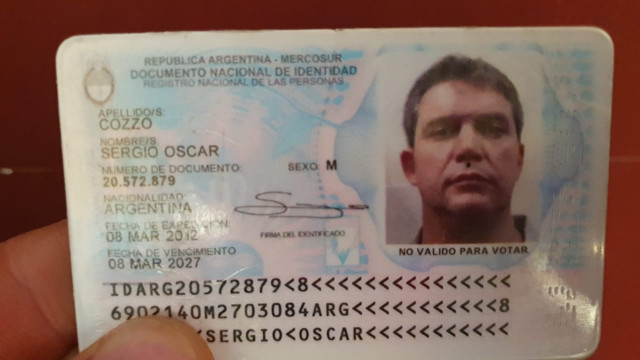 REPUBLICA ARGENTINA - MERCOSUR
DOCUMENTO NACIONAL DE IDENTIDAD
REGISTRO NACIONAL DE LAS PERSONAS
APELLIDO/S
COZZO
NOMBRE/S
SERGIO OSCAR
NUMERO DE DOCUMENTO SEXO M
20.572.879
NACIONALIDAD
ARGENTINA
FECHA DE EXPEDICION
08 MAR 2012
FIRMA DEL IDENTIFICADO
FECHA DE VENCIMIENTO
08 MAR 2027
NO VALIDO PARA VOTAR
IDARG20572879<8<<<<<<<<<<<<<<<
6902140M2703084ARG<<<<<<<<<<<8
<SERGIO<OSCAR<<<<<<<<<<<